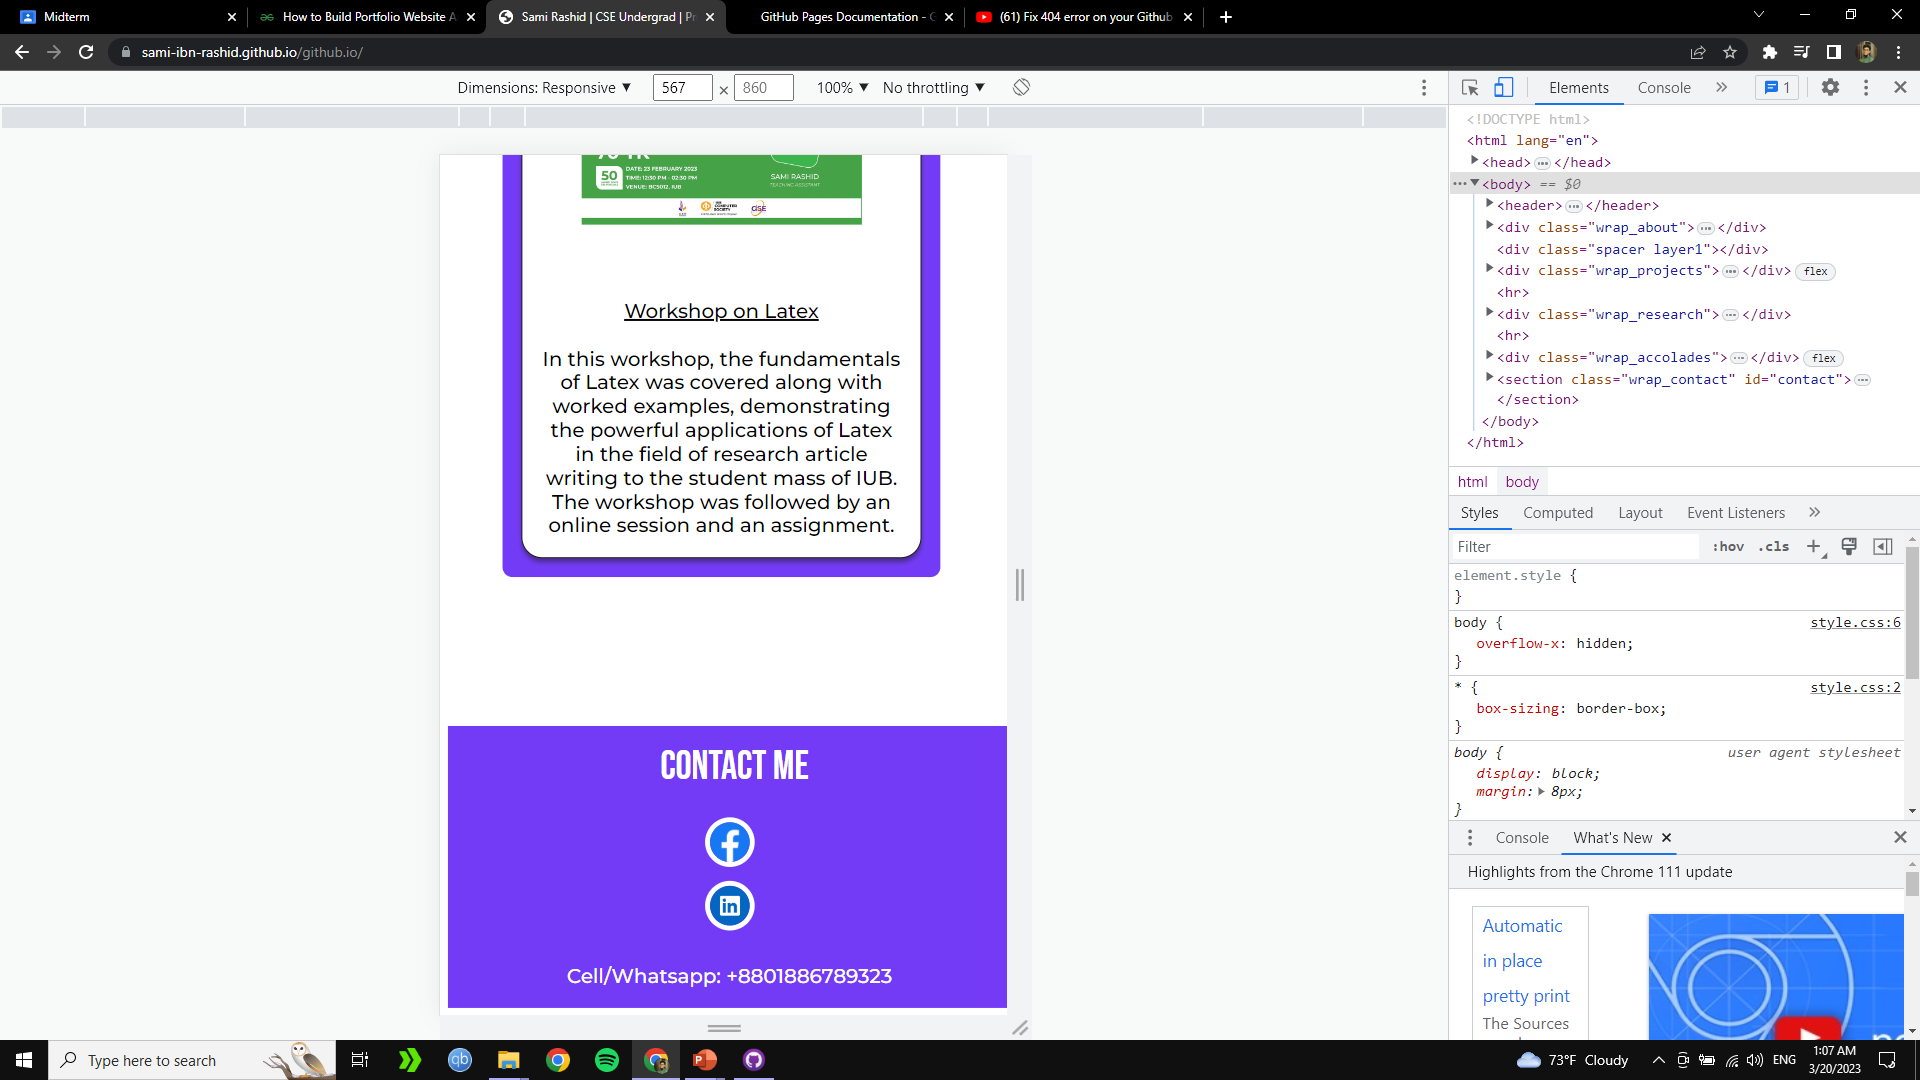 Midterm
How to Build Portfolio Website A
Sami Rashid | CSE Undergrad | Pr
GitHub Pages Documentation - G
(61) Fix 404 error on your Github
sami-ibn-rashid.github.io/github.io/
Dimensions: Responsive ▼ 567 × 860 100% ▼ No throttling ▼
Elements Console » 1
50
DATE: 23 FEBRUARY 2023
TIME: 12:30 PM - 02:30 PM
VENUE: BC5012, IUB
SAMI RASHID
TEACHING ASSISTANT
Workshop on Latex
In this workshop, the fundamentals
of Latex was covered along with
worked examples, demonstrating
the powerful applications of Latex
in the field of research article
writing to the student mass of IUB.
The workshop was followed by an
online session and an assignment.
CONTACT ME
Cell/Whatsapp: +8801886789323
<!DOCTYPE html>
<html lang="en">
<head> ... </head>
<body> == $0
<header> ... </header>
<div class="wrap_about"> ... </div>
<div class="spacer layer1"></div>
<div class="wrap_projects"> ... </div> flex
<hr>
<div class="wrap_research"> ... </div>
<hr>
<div class="wrap_accolades"> ... </div> flex
<section class="wrap_contact" id="contact"> ...
</section>
</body>
</html>
html body
Styles Computed Layout Event Listeners »
Filter :hov .cls +
element.style {
}
body { style.css:6
overflow-x: hidden;
}
* { style.css:2
box-sizing: border-box;
}
body { user agent stylesheet
display: block;
margin: 8px;
}
Console What's New
Highlights from the Chrome 111 update
Automatic
in place
pretty print
The Sources
Type here to search
73°F Cloudy
ENG
1:07 AM
3/20/2023